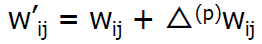 w′ᵢⱼ = wᵢⱼ + △⁽ᵖ⁾wᵢⱼ